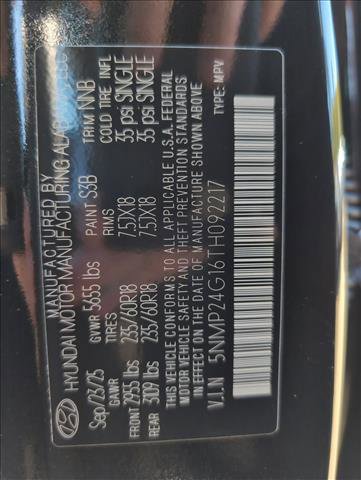 MANUFACTURED BY
HYUNDAI MOTOR MANUFACTURING ALABAMA, LLC
Sep/23/25 GVWR 5655 lbs PAINT S3B TRIM NNB
GAWR TIRES RIMS COLD TIRE INFL
FRONT 2995 lbs 235/60R18 7.5JX18 35 psi SINGLE
REAR 3109 lbs 235/60R18 7.5JX18 35 psi SINGLE
THIS VEHICLE CONFORMS TO ALL APPLICABLE U.S.A. FEDERAL
MOTOR VEHICLE SAFETY, THEFT PREVENTION STANDARDS
IN EFFECT ON THE DATE OF MANUFACTURE SHOWN ABOVE
V.I.N 5NMP24G16TH092217 TYPE: MPV